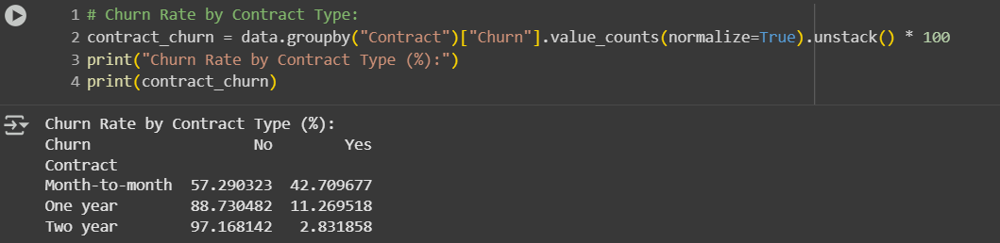 1 # Churn Rate by Contract Type:
2 contract_churn = data.groupby("Contract")["Churn"].value_counts(normalize=True).unstack() * 100
3 print("Churn Rate by Contract Type (%):")
4 print(contract_churn)
Churn Rate by Contract Type (%):
Churn                  No        Yes
Contract
Month-to-month  57.290323  42.709677
One year        88.730482  11.269518
Two year        97.168142   2.831858